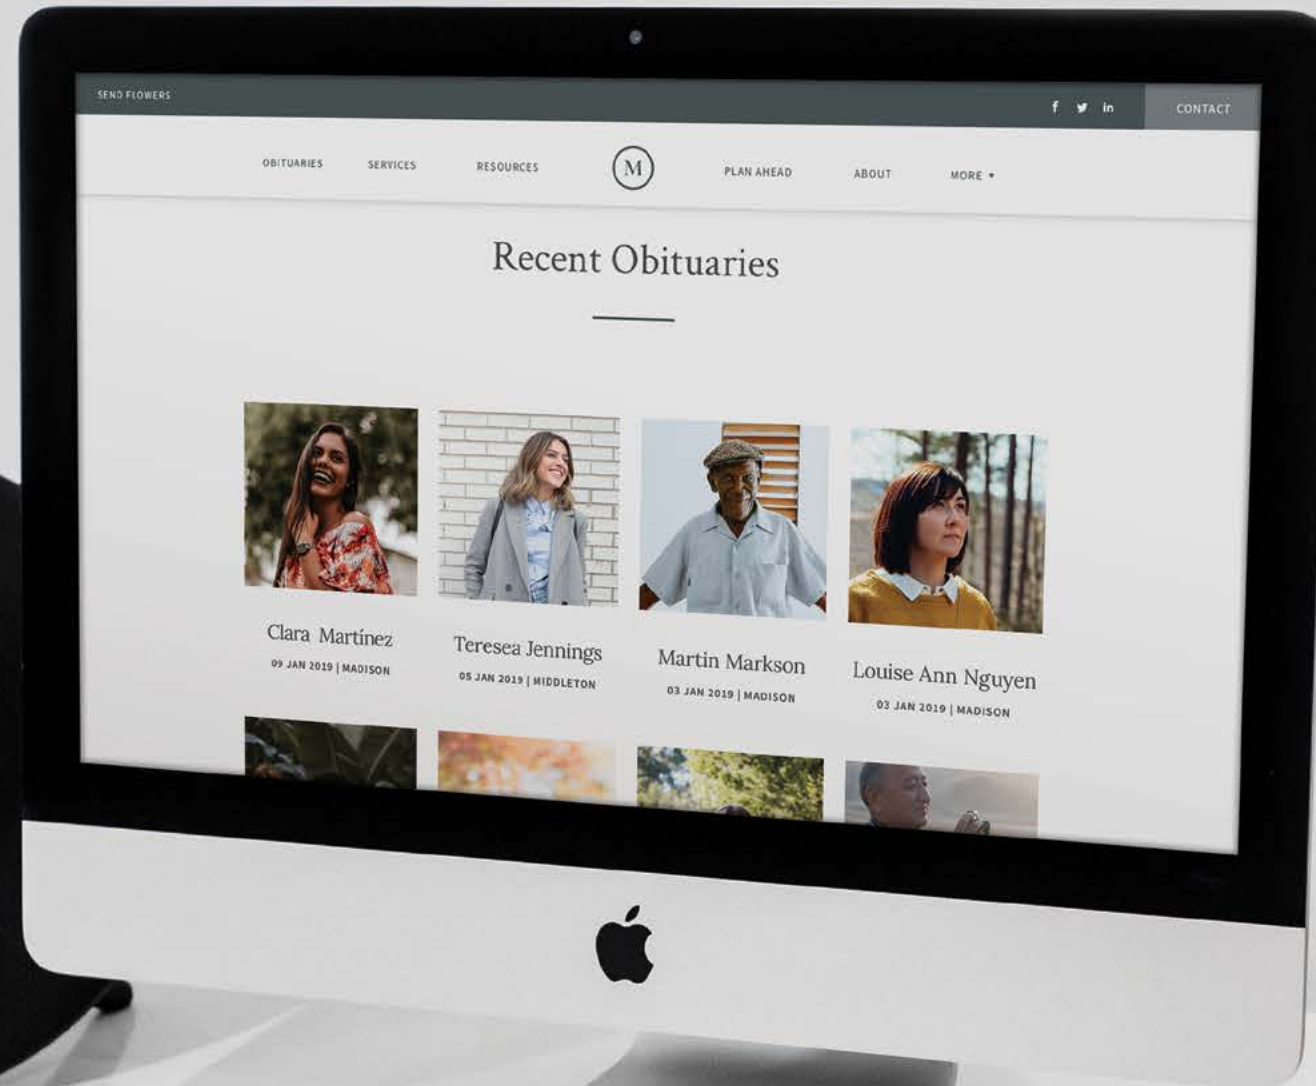 SEND FLOWERS
CONTACT
OBITUARIES SERVICES RESOURCES M PLAN AHEAD ABOUT MORE
Recent Obituaries
Clara Martínez
09 JAN 2019 | MADISON
Teresea Jennings
05 JAN 2019 | MIDDLETON
Martin Markson
03 JAN 2019 | MADISON
Louise Ann Nguyen
03 JAN 2019 | MADISON